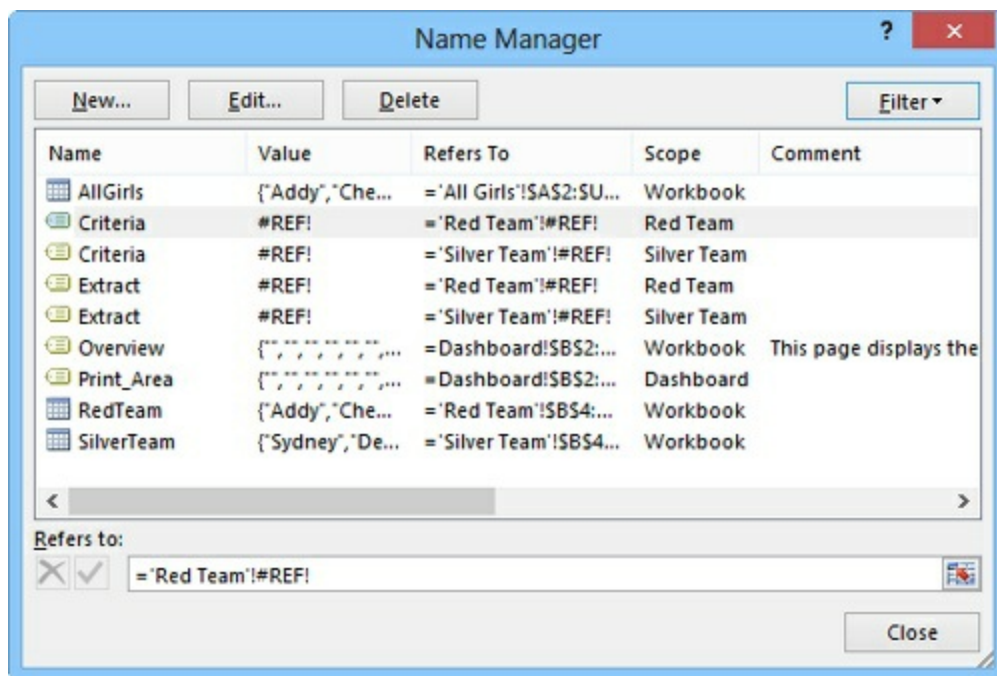 Name Manager
?
New... Edit... Delete Filter
Name Value Refers To Scope Comment
AllGirls {"Addy","Che... ='All Girls'!$A$2:$U... Workbook
Criteria #REF! ='Red Team'!#REF! Red Team
Criteria #REF! ='Silver Team'!#REF! Silver Team
Extract #REF! ='Red Team'!#REF! Red Team
Extract #REF! ='Silver Team'!#REF! Silver Team
Overview {"","","","","","",... =Dashboard!$B$2:... Workbook This page displays the
Print_Area {"","","","","","",... =Dashboard!$B$2:... Dashboard
RedTeam {"Addy","Che... ='Red Team'!$B$4:... Workbook
SilverTeam {"Sydney","De... ='Silver Team'!$B$4... Workbook
Refers to:
='Red Team'!#REF!
Close